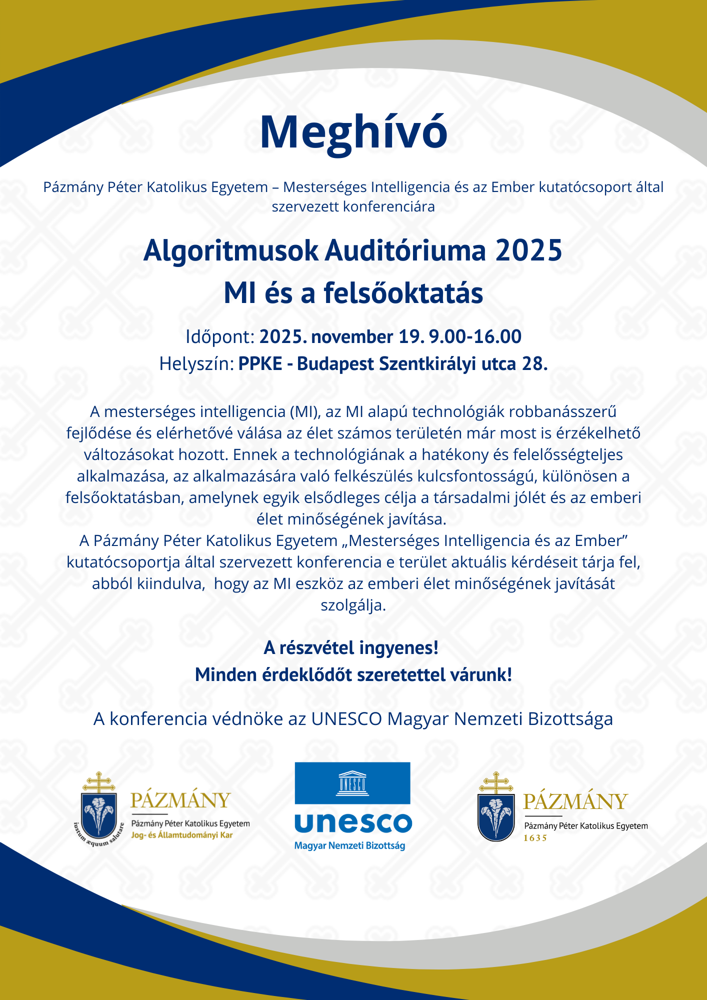 Meghívó
Pázmány Péter Katolikus Egyetem – Mesterséges Intelligencia és az Ember kutatócsoport által
szervezett konferenciára
Algoritmusok Auditóriuma 2025
MI és a felsőoktatás
Időpont: 2025. november 19. 9.00-16.00
Helyszín: PPKE - Budapest Szentkirályi utca 28.
A mesterséges intelligencia (MI), az MI alapú technológiák robbanásszerű
fejlődése és elérhetővé válása az élet számos területén már most is érzékelhető
változásokat hozott. Ennek a technológiának a hatékony és felelősségteljes
alkalmazása, az alkalmazására való felkészülés kulcsfontosságú, különösen a
felsőoktatásban, amelynek egyik elsődleges célja a társadalmi jólét és az emberi
élet minőségének javítása.
A Pázmány Péter Katolikus Egyetem „Mesterséges Intelligencia és az Ember”
kutatócsoportja által szervezett konferencia e terület aktuális kérdéseit tárja fel,
abból kiindulva,  hogy az MI eszköz az emberi élet minőségének javítását
szolgálja.
A részvétel ingyenes!
Minden érdeklődőt szeretettel várunk!
A konferencia védnöke az UNESCO Magyar Nemzeti Bizottsága
iustum æquum salutare
PÁZMÁNY
Pázmány Péter Katolikus Egyetem
Jog- és Államtudományi Kar
UNESCO
unesco
Magyar Nemzeti Bizottság
PÁZMÁNY
Pázmány Péter Katolikus Egyetem
1635